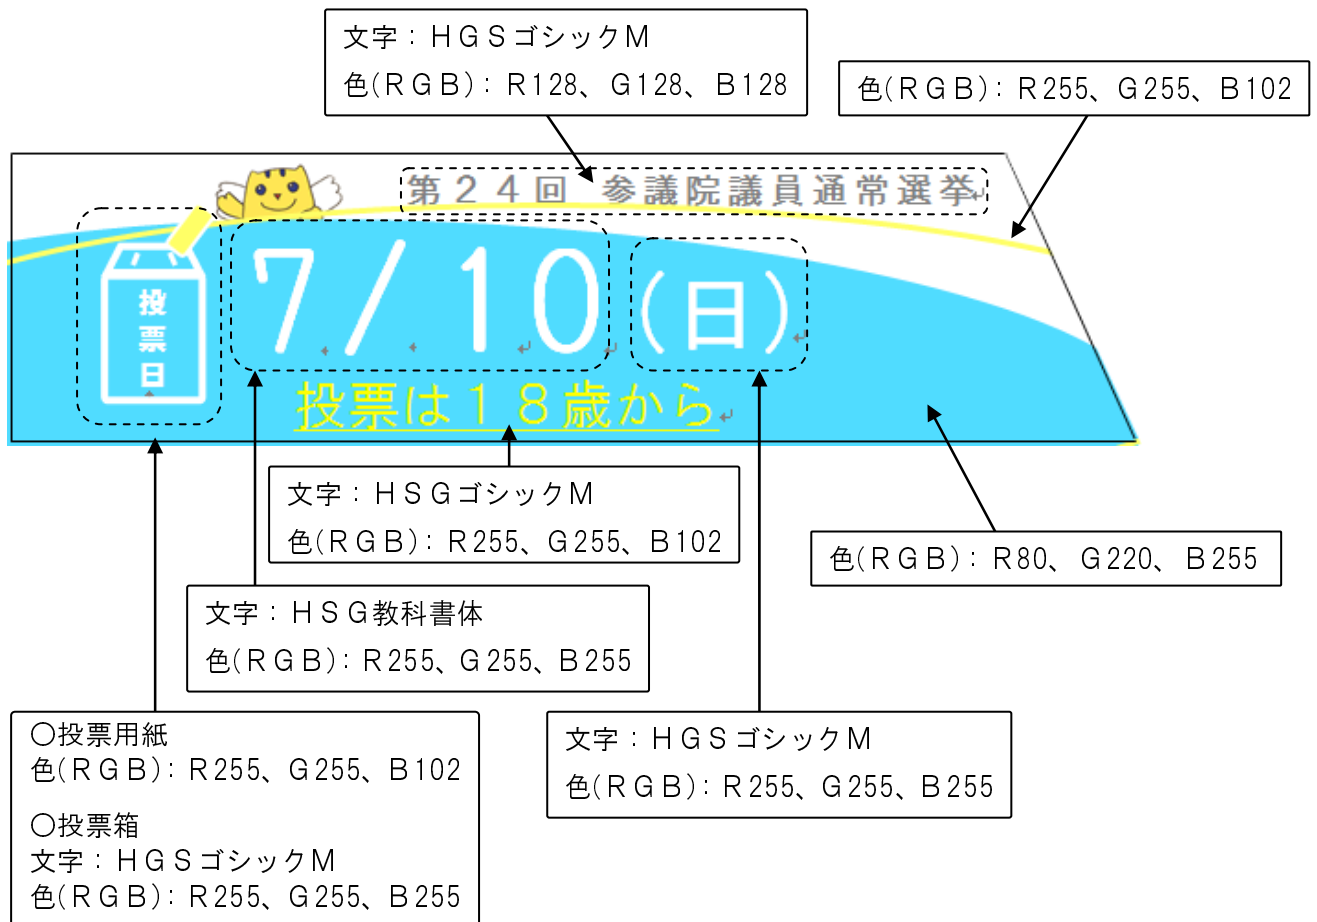 文字：ＨＧＳゴシックＭ
色(ＲＧＢ)：Ｒ128、Ｇ128、Ｂ128
色(ＲＧＢ)：Ｒ255、Ｇ255、Ｂ102
第２４回 参議院議員通常選挙
投票日
７/１０(日)
投票は１８歳から
文字：ＨＳＧゴシックＭ
色(ＲＧＢ)：Ｒ255、Ｇ255、Ｂ102
色(ＲＧＢ)：Ｒ80、Ｇ220、Ｂ255
文字：ＨＳＧ教科書体
色(ＲＧＢ)：Ｒ255、Ｇ255、Ｂ255
○投票用紙
色(ＲＧＢ)：Ｒ255、Ｇ255、Ｂ102
○投票箱
文字：ＨＧＳゴシックＭ
色(ＲＧＢ)：Ｒ255、Ｇ255、Ｂ255
文字：ＨＧＳゴシックＭ
色(ＲＧＢ)：Ｒ255、Ｇ255、Ｂ255